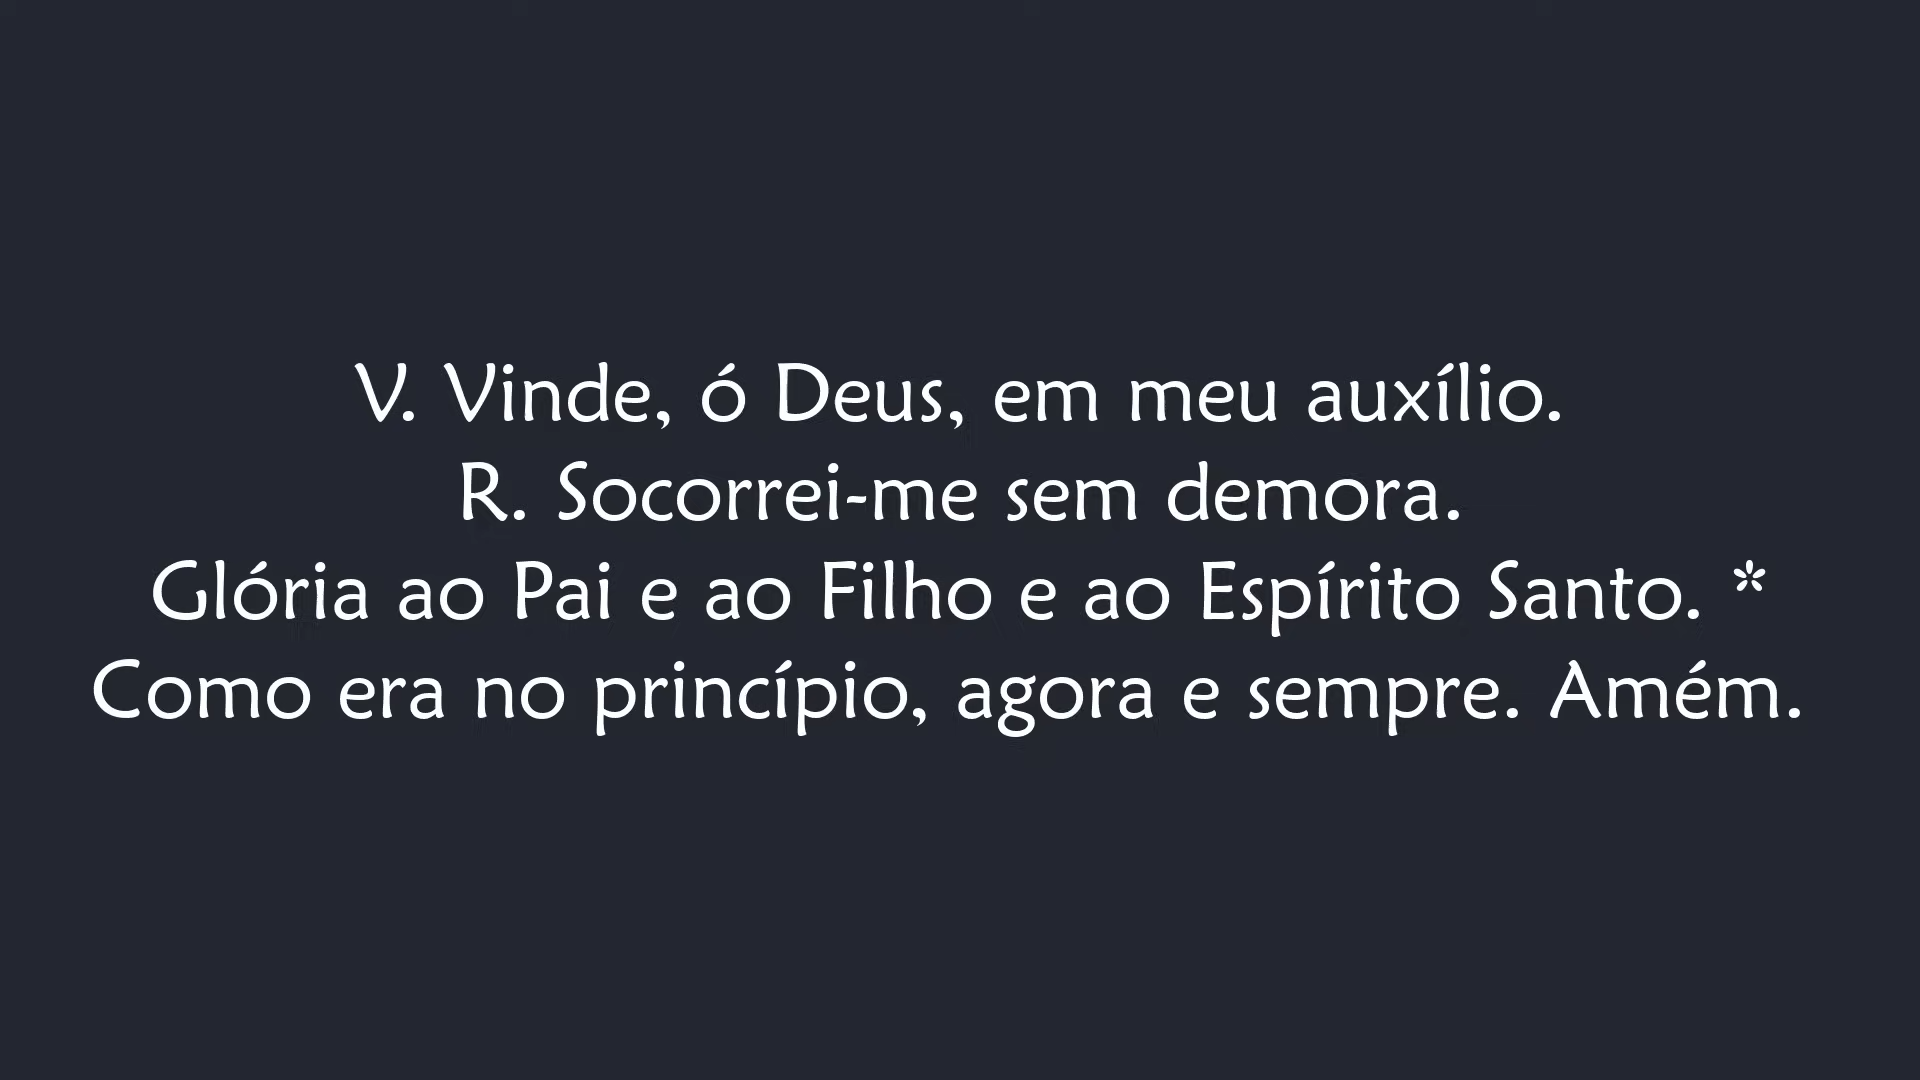 V. Vinde, ó Deus, em meu auxílio.
R. Socorrei-me sem demora.
Glória ao Pai e ao Filho e ao Espírito Santo. *
Como era no princípio, agora e sempre. Amém.